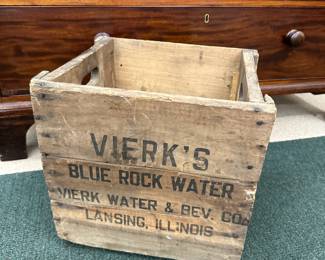 VIERK'S
BLUE ROCK WATER
VIERK WATER & BEV. CO.
LANSING, ILLINOIS